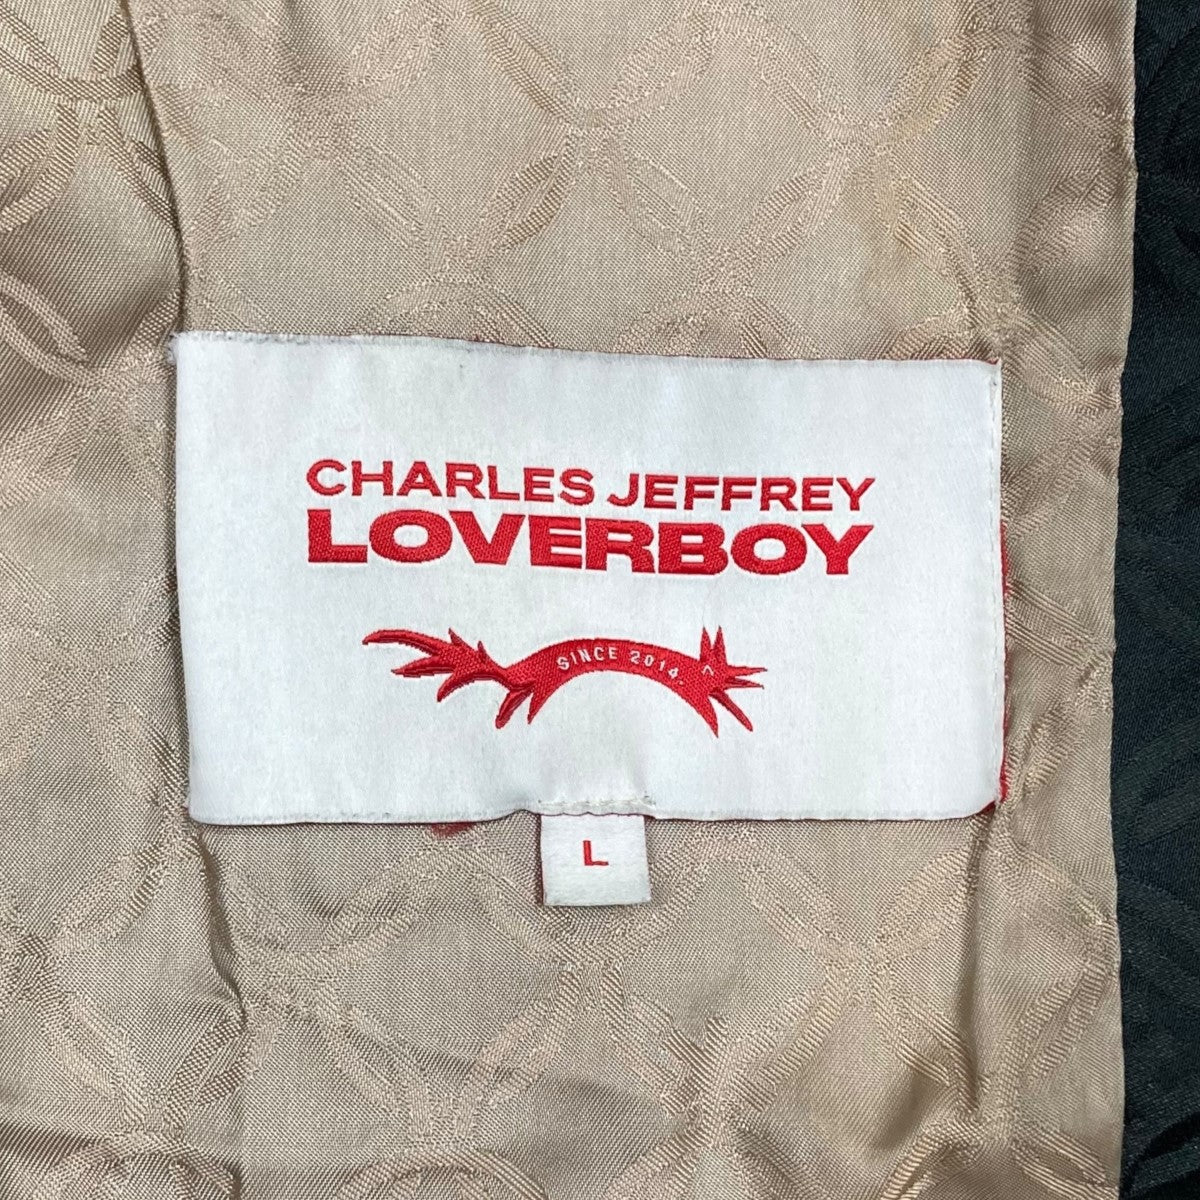 CHARLES JEFFREY
LOVERBOY
SINCE 2014.
L